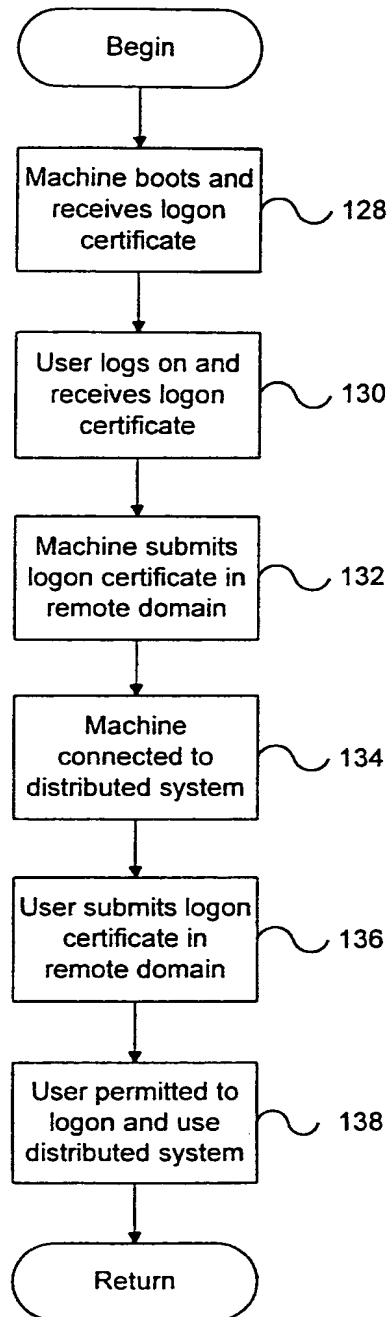 Begin
Machine boots and
receives logon
certificate
128
User logs on and
receives logon
certificate
130
Machine submits
logon certificate in
remote domain
132
Machine
connected to
distributed system
134
User submits logon
certificate in
remote domain
136
User permitted to
logon and use
distributed system
138
Return